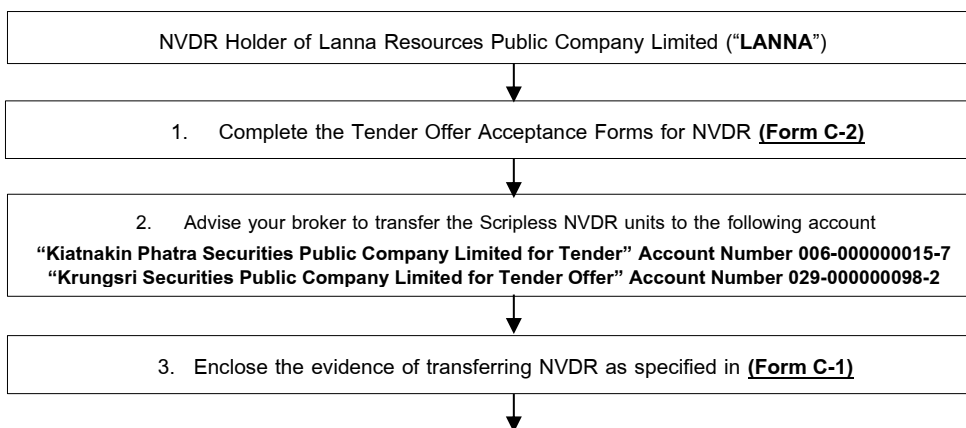 NVDR Holder of Lanna Resources Public Company Limited (“LANNA”)
1. Complete the Tender Offer Acceptance Forms for NVDR (Form C-2)
2. Advise your broker to transfer the Scripless NVDR units to the following account
“Kiatnakin Phatra Securities Public Company Limited for Tender” Account Number 006-000000015-7
“Krungsri Securities Public Company Limited for Tender Offer” Account Number 029-000000098-2
3. Enclose the evidence of transferring NVDR as specified in (Form C-1)